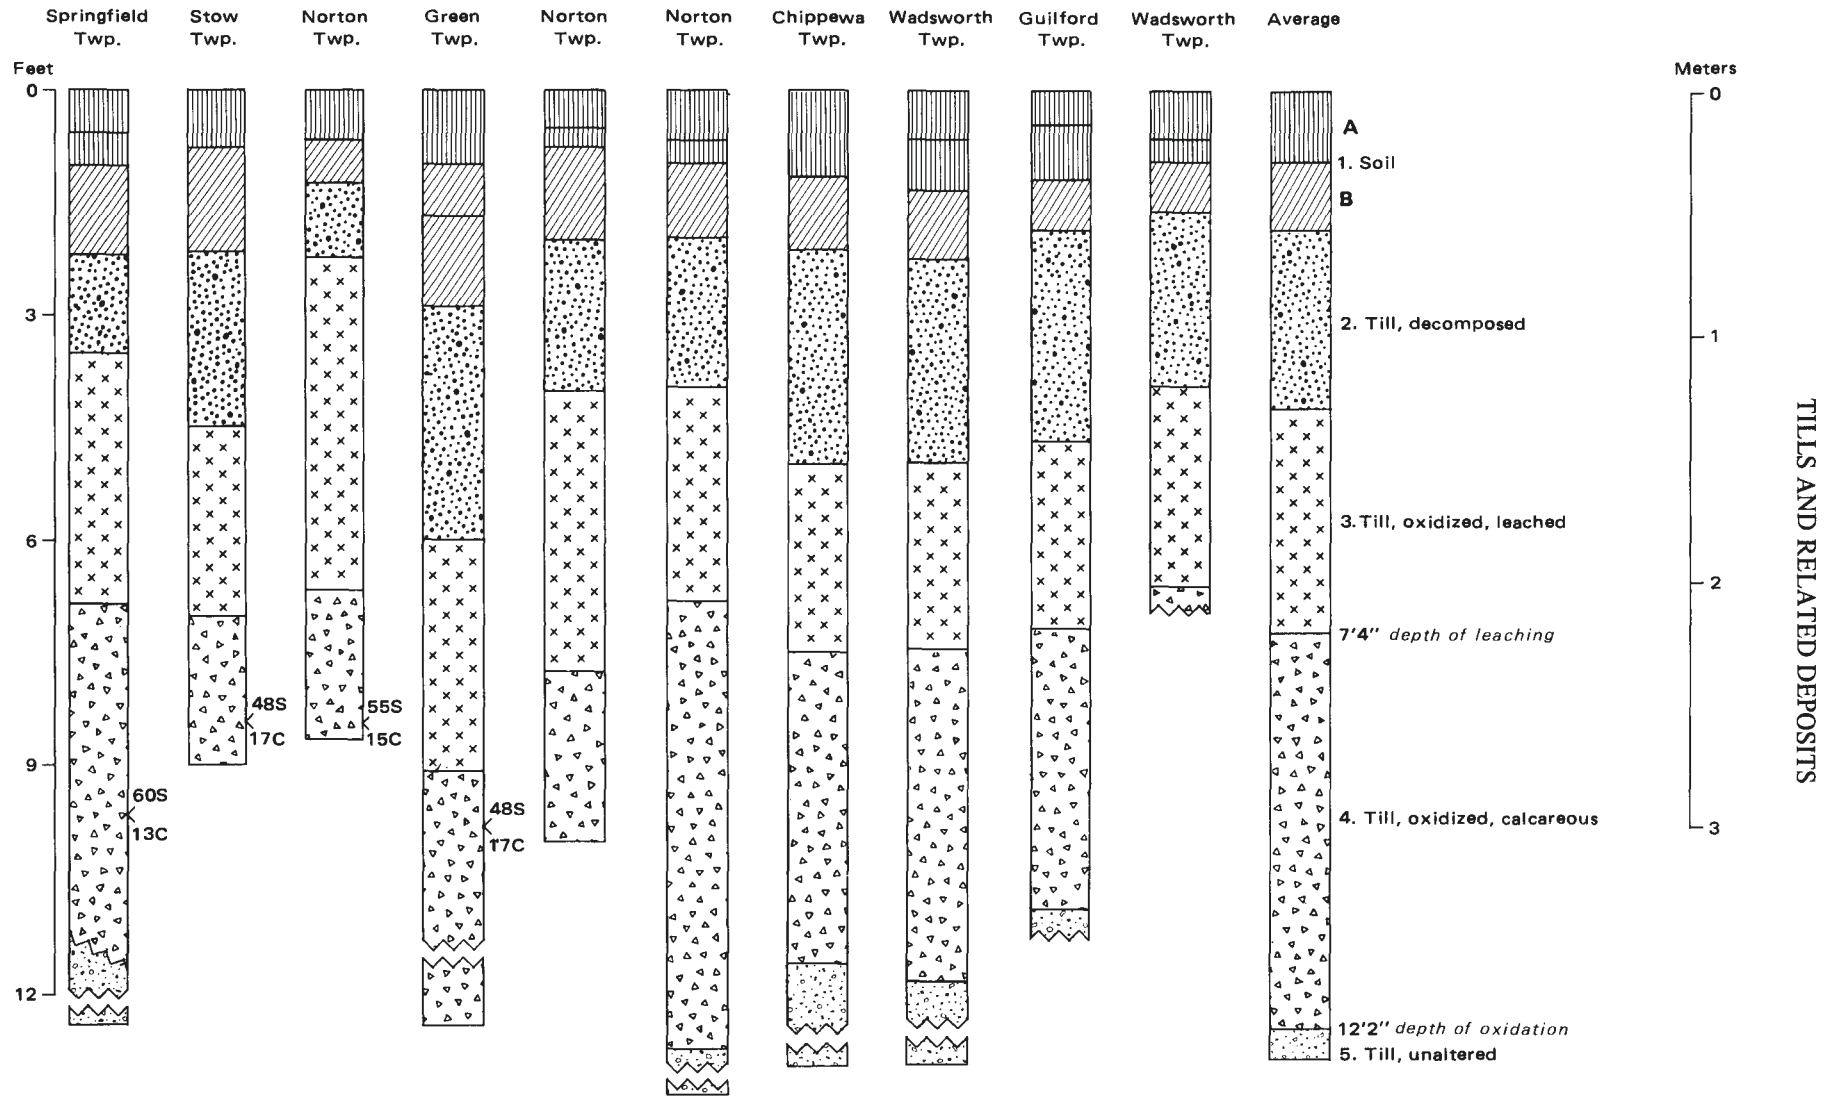 Springfield Twp.
Stow Twp.
Norton Twp.
Green Twp.
Norton Twp.
Norton Twp.
Chippewa Twp.
Wadsworth Twp.
Guilford Twp.
Wadsworth Twp.
Average
Feet
0
3
6
9
12
60S
13C
48S
17C
55S
15C
48S
17C
A
1. Soil
B
2. Till, decomposed
3. Till, oxidized, leached
7'4" depth of leaching
4. Till, oxidized, calcareous
12'2" depth of oxidation
5. Till, unaltered
Meters
0
1
2
3
TILLS AND RELATED DEPOSITS